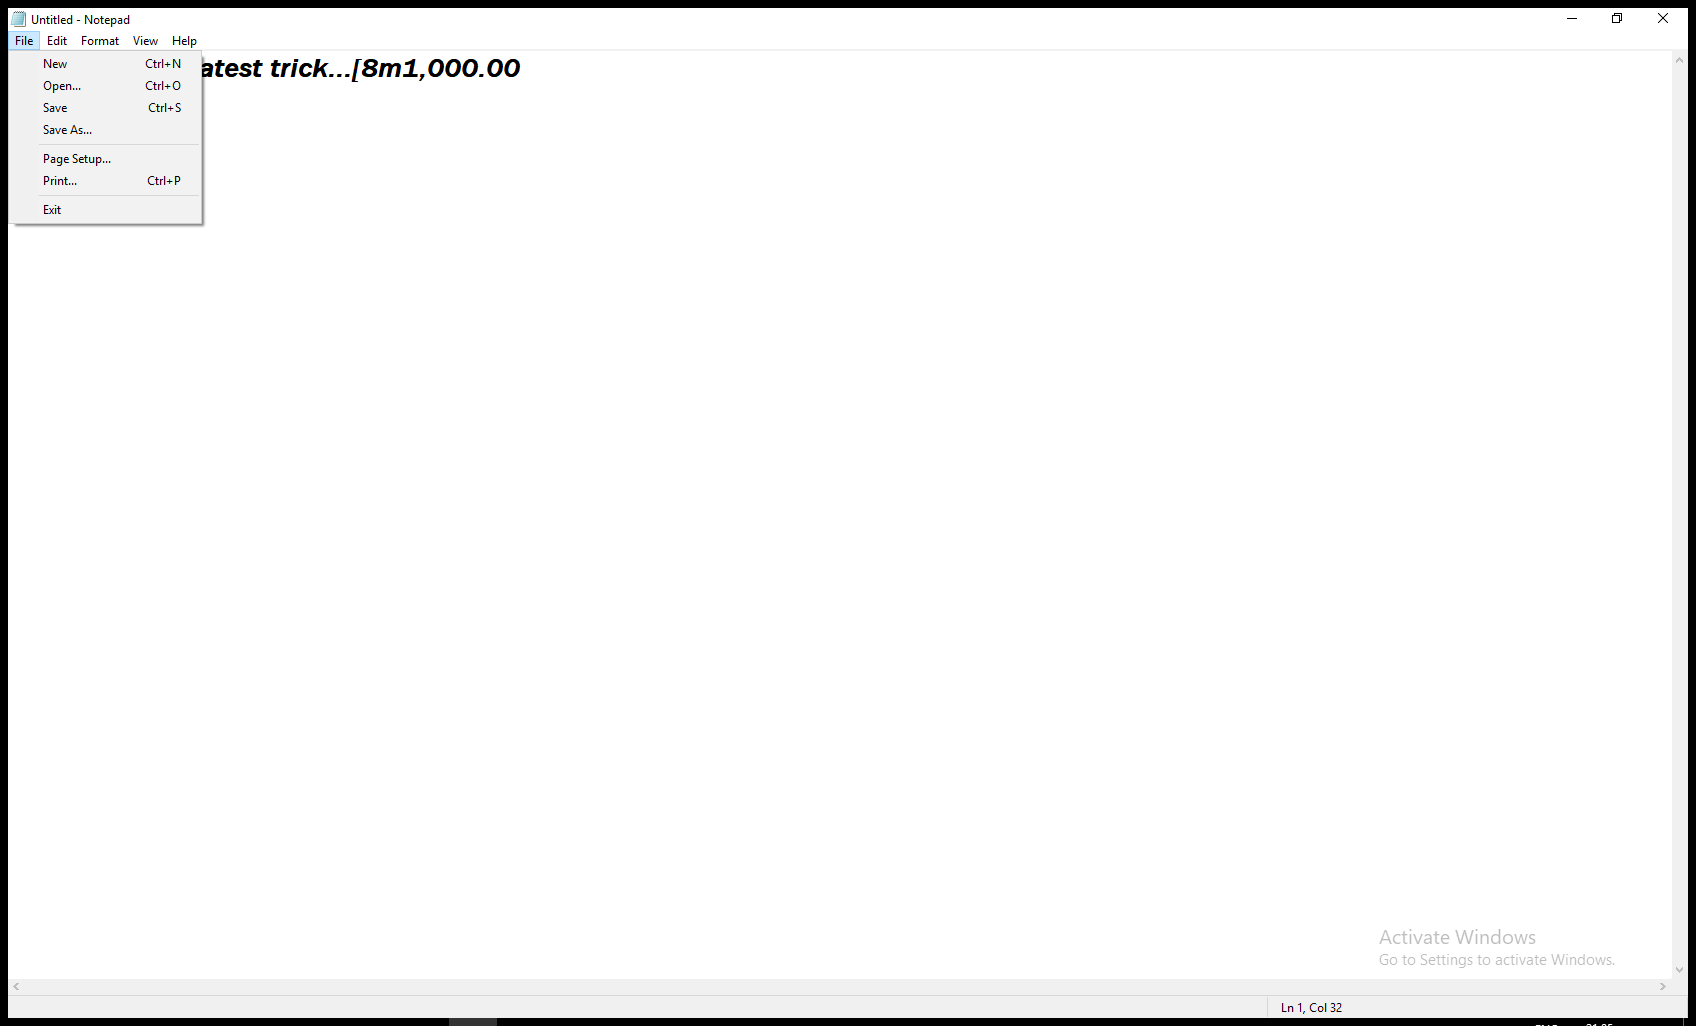 Untitled - Notepad
File Edit Format View Help
New Ctrl+N
Open... Ctrl+O
Save Ctrl+S
Save As...
Page Setup...
Print... Ctrl+P
Exit
atest trick...[8m1,000.00
Activate Windows
Go to Settings to activate Windows.
Ln 1, Col 32